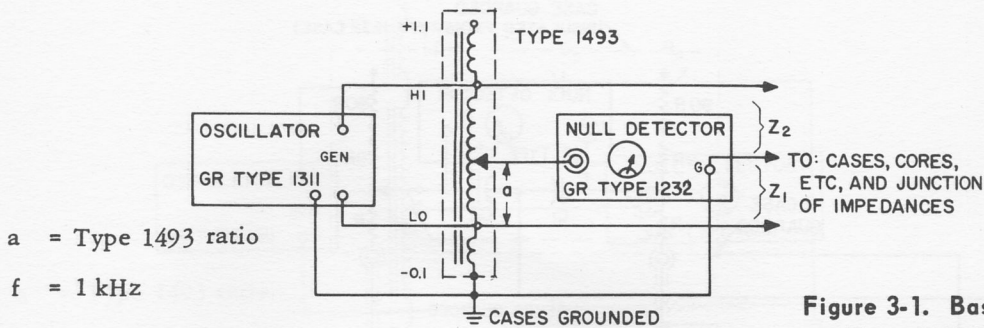 +1.1
TYPE 1493
HI
OSCILLATOR
GEN
GR TYPE 1311
NULL DETECTOR
G
GR TYPE 1232
a
Z2
Z1
TO: CASES, CORES,
ETC, AND JUNCTION
OF IMPEDANCES
LO
-0.1
a = Type 1493 ratio
f = 1 kHz
CASES GROUNDED
Figure 3-1. Bas